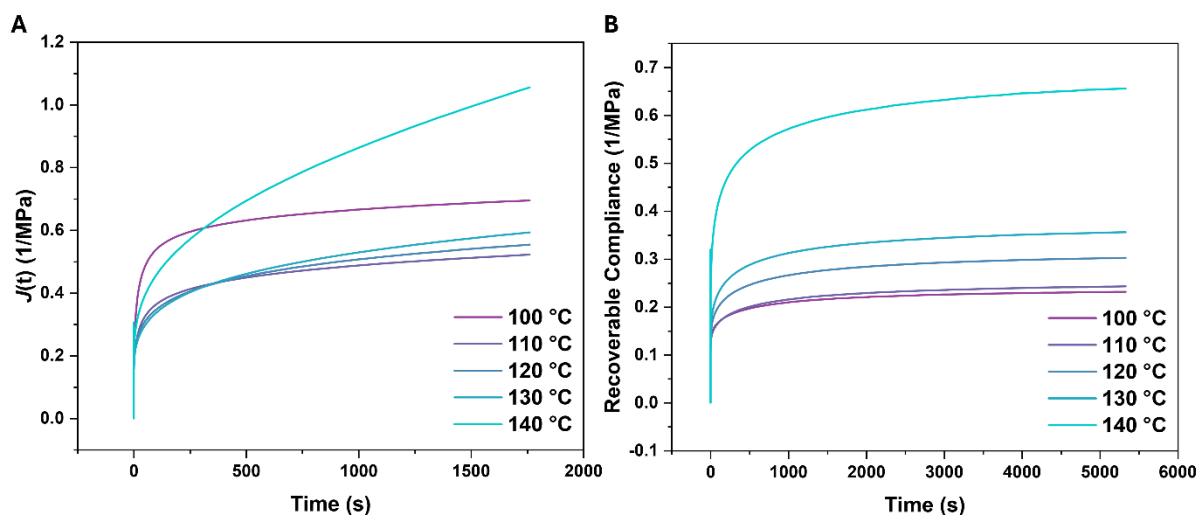 A
J(t) (1/MPa)
1.2
1.0
0.8
0.6
0.4
0.2
0.0
100 °C
110 °C
120 °C
130 °C
140 °C
0
500
1000
1500
2000
Time (s)
B
Recoverable Compliance (1/MPa)
0.7
0.6
0.5
0.4
0.3
0.2
0.1
0.0
-0.1
100 °C
110 °C
120 °C
130 °C
140 °C
0
1000
2000
3000
4000
5000
6000
Time (s)